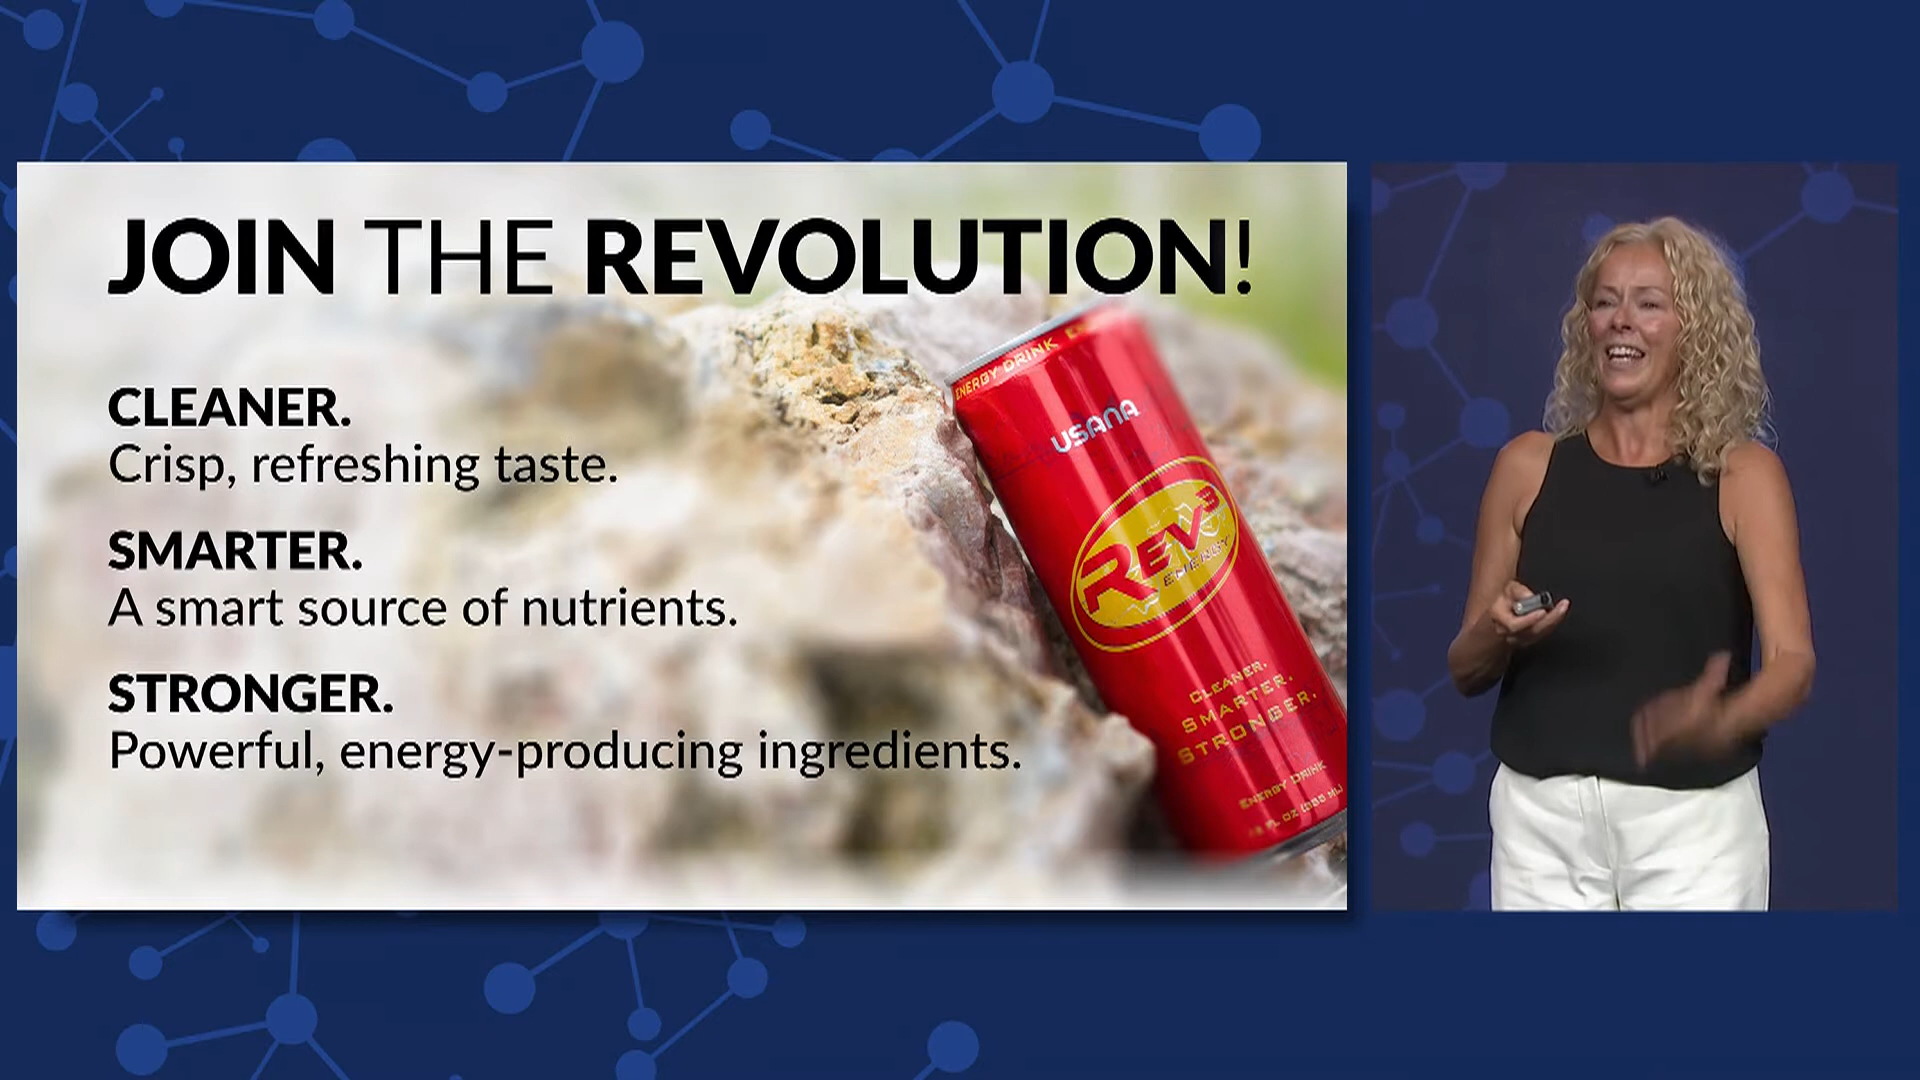 JOIN THE REVOLUTION!
CLEANER.
Crisp, refreshing taste.
SMARTER.
A smart source of nutrients.
STRONGER.
Powerful, energy-producing ingredients.
ENERGY DRINK
USANA
REV3
ENERGY
CLEANER.
SMARTER.
STRONGER.
ENERGY DRINK